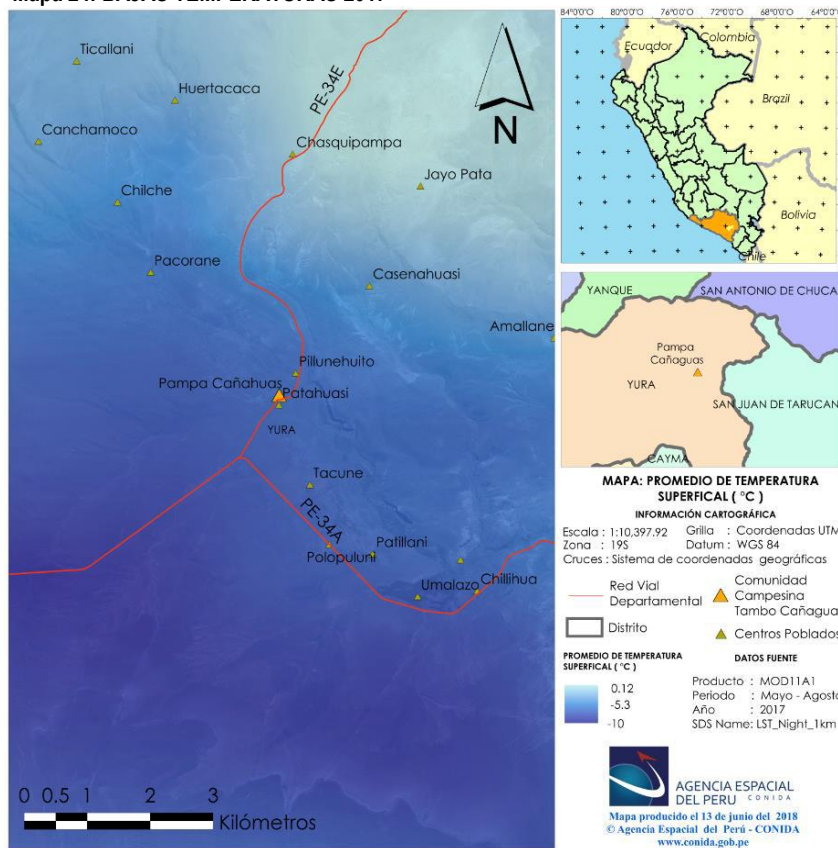 Ticallani
Huertacaca
PE-34E
N
Canchamoco
Chasquipampa
Jayo Pata
Chilche
Pacorane
Casenahuasi
Amallane
Pillunehuito
Pampa Cañahuas
Patahuasi
YURA
Tacune
PE-34A
Polopuluni
Patillani
Umalazo
Chillihua
0 0.5 1 2 3
Kilómetros
84°0'0"O 80°0'0"O 76°0'0"O 72°0'0"O 68°0'0"O 64°0'0"O
Ecuador
Colombia
Brazil
Bolivia
Chile
YANQUE
SAN ANTONIO DE CHUCA
Pampa
Cañaguas
YURA
SAN JUAN DE TARUCAN
CAYMA
MAPA: PROMEDIO DE TEMPERATURA
SUPERFICAL ( °C )
INFORMACIÓN CARTOGRÁFICA
Escala : 1:10,397.92 Grilla : Coordenadas UTM
Zona : 19S Datum : WGS 84
Cruces : Sistema de coordenadas geográficas
Red Vial
Departamental
Comunidad
Campesina
Tambo Cañagua
Distrito
Centros Poblados
PROMEDIO DE TEMPERATURA
SUPERFICAL ( °C )
0.12
-5.3
-10
DATOS FUENTE
Producto : MOD11A1
Periodo : Mayo - Agosto
Año : 2017
SDS Name: LST_Night_1km
AGENCIA ESPACIAL
DEL PERU CONIDA
Mapa producido el 13 de junio del 2018
© Agencia Espacial del Perú - CONIDA
www.conida.gob.pe